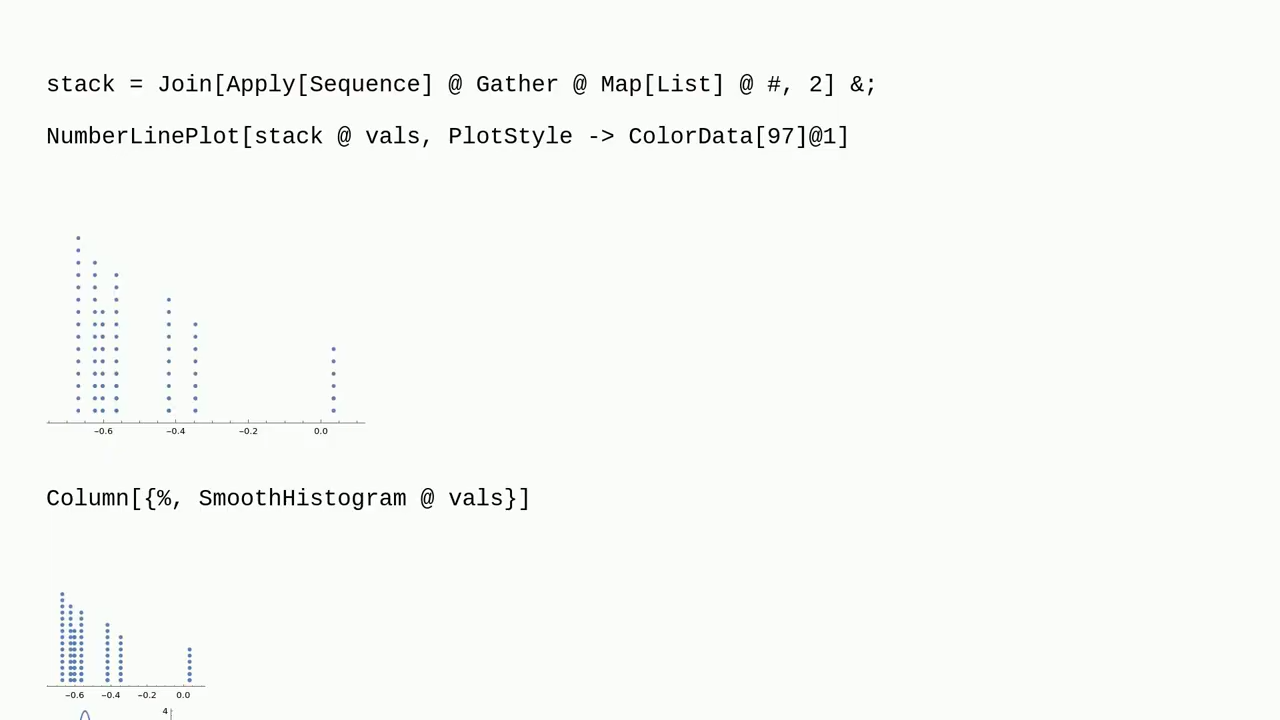 stack = Join[Apply[Sequence] @ Gather @ Map[List] @ #, 2] &;
NumberLinePlot[stack @ vals, PlotStyle -> ColorData[97]@1]
−0.6 −0.4 −0.2 0.0
Column[{%, SmoothHistogram @ vals}]
−0.6 −0.4 −0.2 0.0
4